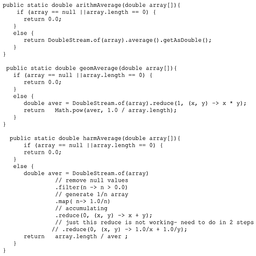 public static double arithmAverage(double array[]){
if (array == null ||array.length == 0) {
return 0.0;
}
else {
return DoubleStream.of(array).average().getAsDouble();
}
}
public static double geomAverage(double array[]){
if (array == null ||array.length == 0) {
return 0.0;
}
else {
double aver = DoubleStream.of(array).reduce(1, (x, y) -> x * y);
return Math.pow(aver, 1.0 / array.length);
}
}
public static double harmAverage(double array[]){
if (array == null ||array.length == 0) {
return 0.0;
}
else {
double aver = DoubleStream.of(array)
// remove null values
.filter(n -> n > 0.0)
// generate 1/n array
.map( n-> 1.0/n)
// accumulating
.reduce(0, (x, y) -> x + y);
// just this reduce is not working- need to do in 2 steps
// .reduce(0, (x, y) -> 1.0/x + 1.0/y);
return array.length / aver ;
}
}